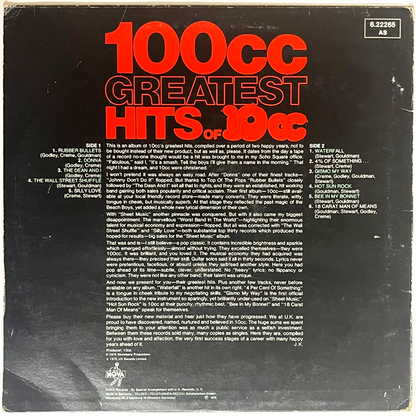 6.22265
AS
100cc
GREATEST
HITS OF 10cc
SIDE 1
1. RUBBER BULLETS
(Godley, Creme, Gouldman)
2. DONNA
(Godley, Creme)
3. THE DEAN AND I
(Godley, Creme)
4. THE WALL STREET SHUFFLE
(Stewart, Gouldman)
5. SILLY LOVE
(Stewart, Creme)
This is an album of 10cc's greatest hits, compiled over a period of two happy years, not to
be bought instead of their new product, but as well as, please. It dates from the day a tape
of a record no-one thought would be a hit was brought to me in my Soho Square office.
"Fabulous," said I. "It's a smash. Tell the boys I'll give them a name in the morning." That
night I had a dream, as two wives were christened.
I won't pretend it was always an easy road. After "Donna" one of their finest tracks—
"Johnny Don't Do It" flopped. But thanks to Top Of The Pops "Rubber Bullets" closely
followed by "The Dean And I" set all that to rights, and they were an established, hit working
band gaining both sales popularity and critical acclaim. Their first album—10cc—still avail-
able from your friendly local record store—made many converts. They were literate, witty,
tongue in cheek, but musically superb. At that stage they reflected the past magic of the
Beach Boys, yet added a whole lyrical dimension of their own.
With "Sheet Music" another pinnacle was conquered. But with it also came my biggest
disappointment. The marvellous "Worst Band In The World"—highlighting their enormous
talent for musical economy and expression—flopped. But all was corrected with "The Wall
Street Shuffle" and "Silly Love"—both substantial top thirty records which produced the
hoped-for results—big sales for the "Sheet Music" album.
That was and is—I still believe—a pop classic. It contains incredible brightness and sparkle
which emerged effortlessly—almost without trying. They excelled themselves—they were
100cc. It was brilliant, and you loved it. The musical economy they had acquired was
always there—they provided their skill. Guitar solos said it all in thirty seconds. Lyrics never
were pretentious, facetious, or absurd unless they satirised another style. Here you had
pop ahead of its time—subtle, clever, understated. No "heavy" lyrics; no flippancy or
cynicism. They were not like any other band; their talent was unique.
And now we present for you—their greatest hits. Plus another few tracks, never before
available on any album. "Waterfall" is another hit in its own right. "4 Per Cent Of Something"
is a tongue in cheek tribute to my negotiating skills. "Gismo My Way" is the first official
introduction to the new instrument so sparingly, yet brilliantly under-used on "Sheet Music".
"Hot Sun Rock" is 10cc at their punchy, rhythmic best. "Bee In My Bonnet" and "18 Carat
Man Of Means" speak for themselves.
Please buy their new material and hear just how they have progressed. We at U.K. are
proud to have discovered, named, nurtured and believed in 10cc. The huge sums we spent
bringing them to your attention was as much a public service as a selfish investment.
Between them these records sold many, many copies as singles. Here they are, compiled
for you with love and affection, the very first success stages of a career with many happy
years ahead of it.
J.K.
SIDE 2
1. WATERFALL
(Stewart, Gouldman)
2. 4% OF SOMETHING
(Stewart, Creme)
3. GISMO MY WAY
(Stewart, Creme,
Gouldman, Godley)
4. HOT SUN ROCK
(Stewart, Gouldman)
5. BEE IN MY BONNET
(Stewart, Gouldman)
6. 18 CARAT MAN OF MEANS
(Gouldman, Stewart, Godley,
Creme)